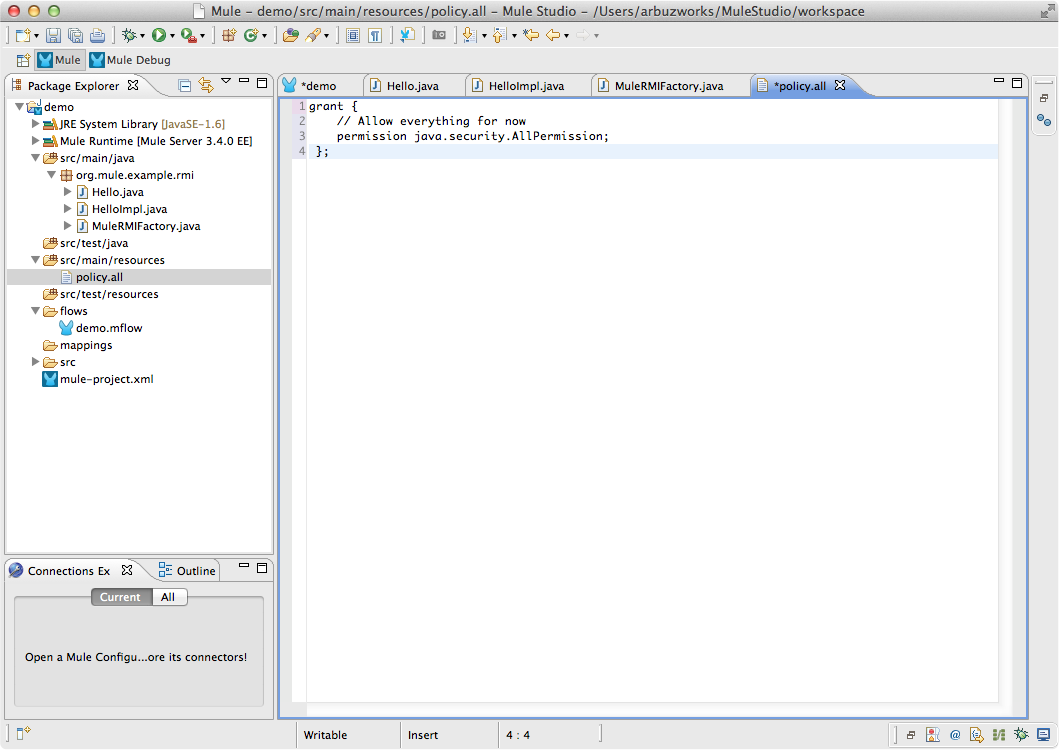 Mule – demo/src/main/resources/policy.all – Mule Studio – /Users/arbuzworks/MuleStudio/workspace
Mule Mule Debug
Package Explorer
*demo Hello.java HelloImpl.java MuleRMIFactory.java *policy.all
demo
JRE System Library [JavaSE-1.6]
Mule Runtime [Mule Server 3.4.0 EE]
src/main/java
org.mule.example.rmi
Hello.java
HelloImpl.java
MuleRMIFactory.java
src/test/java
src/main/resources
policy.all
src/test/resources
flows
demo.mflow
mappings
src
mule-project.xml
1 grant {
2 // Allow everything for now
3 permission java.security.AllPermission;
4 };
Connections Ex Outline
Current All
Open a Mule Configu...ore its connectors!
Writable Insert 4 : 4